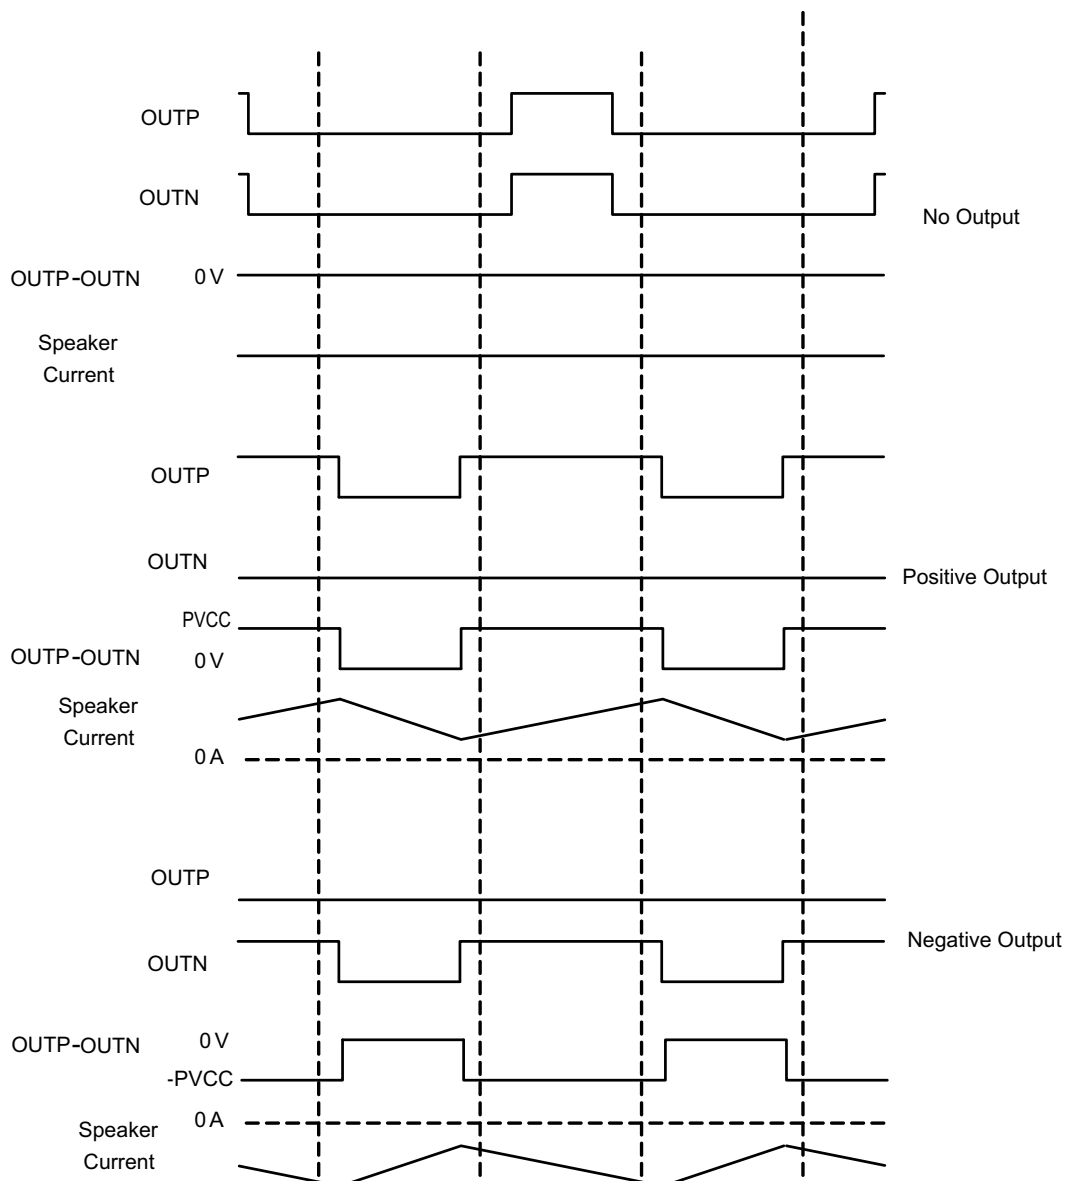 OUTP
OUTN
No Output
OUTP-OUTN 0 V
Speaker
Current
OUTP
OUTN
Positive Output
PVCC
OUTP-OUTN 0 V
Speaker
Current
0 A
OUTP
Negative Output
OUTN
OUTP-OUTN 0 V
-PVCC
0 A
Speaker
Current